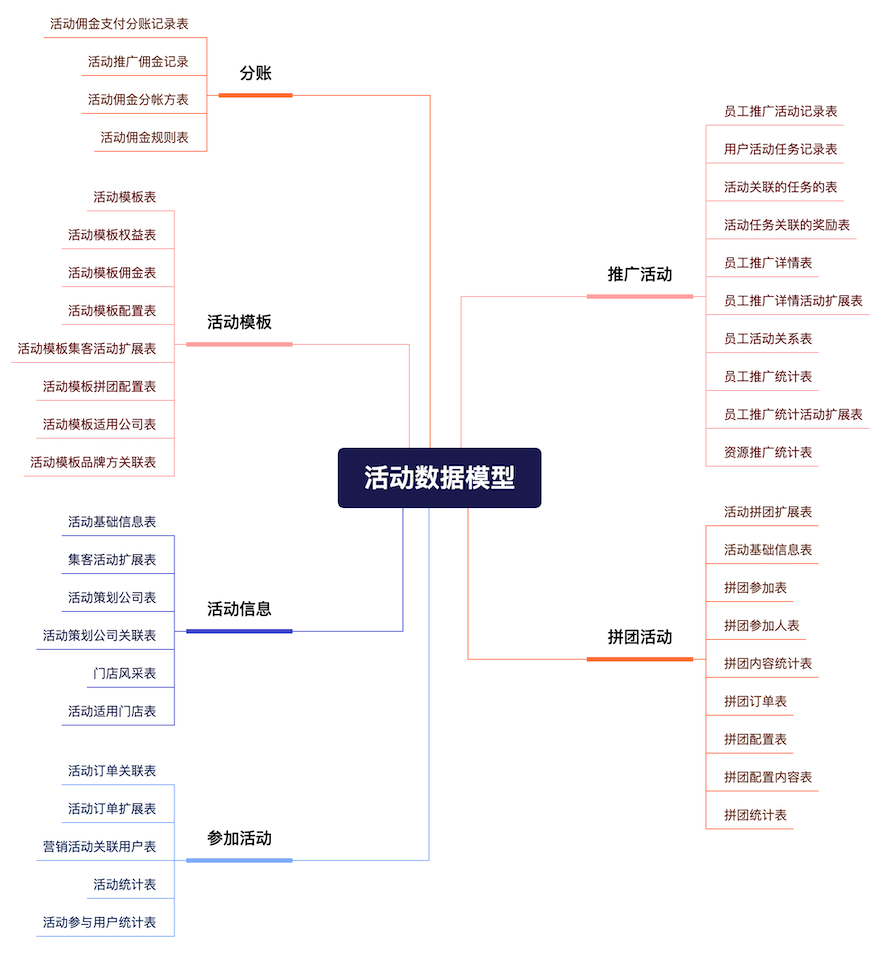 活动数据模型
分账
活动佣金支付分账记录表
活动推广佣金记录
活动佣金分帐方表
活动佣金规则表
活动模板
活动模板表
活动模板权益表
活动模板佣金表
活动模板配置表
活动模板集客活动扩展表
活动模板拼团配置表
活动模板适用公司表
活动模板品牌方关联表
活动信息
活动基础信息表
集客活动扩展表
活动策划公司表
活动策划公司关联表
门店风采表
活动适用门店表
参加活动
活动订单关联表
活动订单扩展表
营销活动关联用户表
活动统计表
活动参与用户统计表
推广活动
员工推广活动记录表
用户活动任务记录表
活动关联的任务的表
活动任务关联的奖励表
员工推广详情表
员工推广详情活动扩展表
员工活动关系表
员工推广统计表
员工推广统计活动扩展表
资源推广统计表
拼团活动
活动拼团扩展表
活动基础信息表
拼团参加表
拼团参加人表
拼团内容统计表
拼团订单表
拼团配置表
拼团配置内容表
拼团统计表